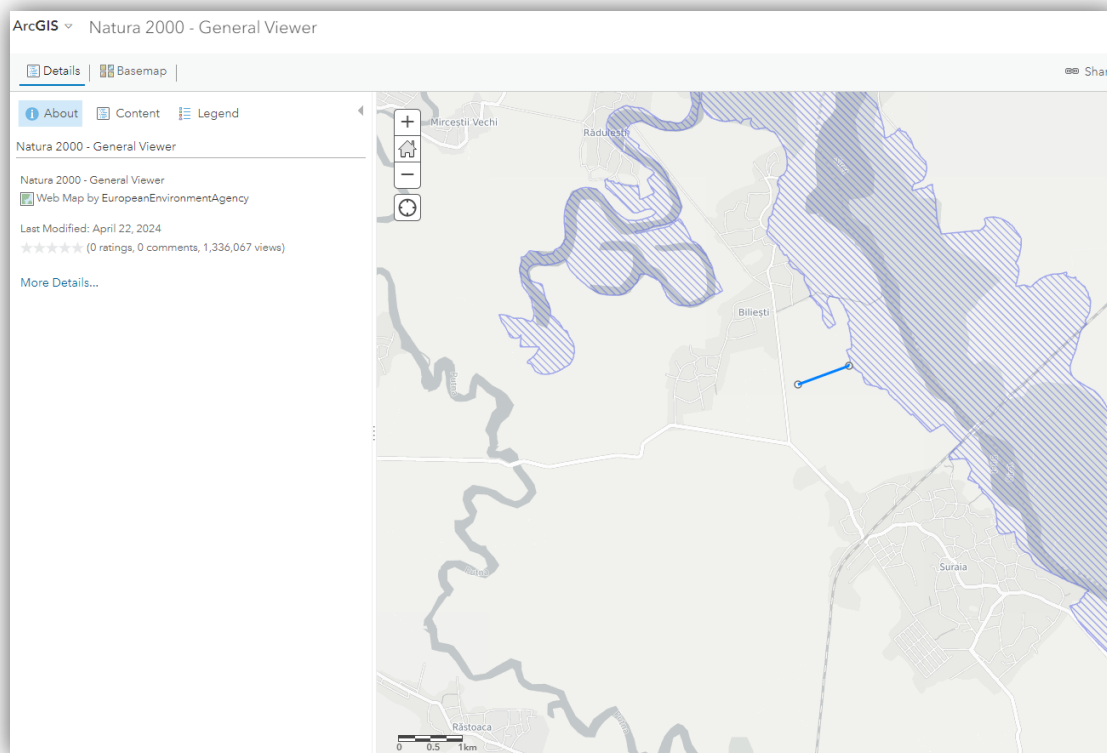 ArcGIS Natura 2000 - General Viewer
Details Basemap Shar
About Content Legend
Natura 2000 - General Viewer
Natura 2000 - General Viewer
Web Map by EuropeanEnvironmentAgency
Last Modified: April 22, 2024
(0 ratings, 0 comments, 1,336,067 views)
More Details...
+
−
Mirceștii Vechi
Rădulești
Biliești
Suraia
Răstoaca
0 0.5 1km